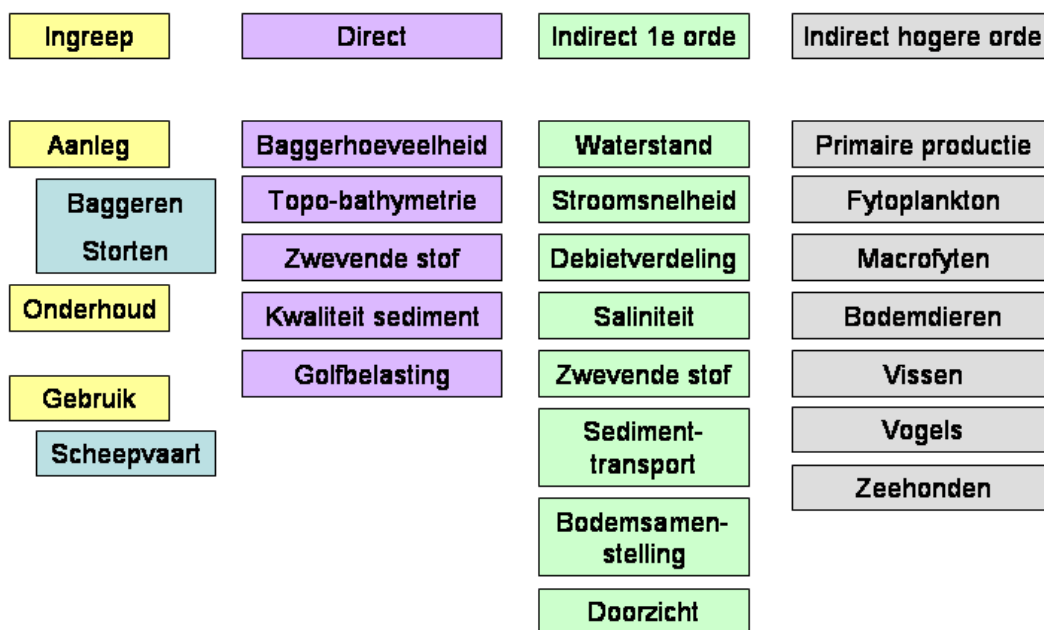 Ingreep
Direct
Indirect 1e orde
Indirect hogere orde
Aanleg
Baggeren
Storten
Onderhoud
Gebruik
Scheepvaart
Baggerhoeveelheid
Topo-bathymetrie
Zwevende stof
Kwaliteit sediment
Golfbelasting
Waterstand
Stroomsnelheid
Debietverdeling
Saliniteit
Zwevende stof
Sediment-
transport
Bodemsamen-
stelling
Doorzicht
Primaire productie
Fytoplankton
Macrofyten
Bodemdieren
Vissen
Vogels
Zeehonden